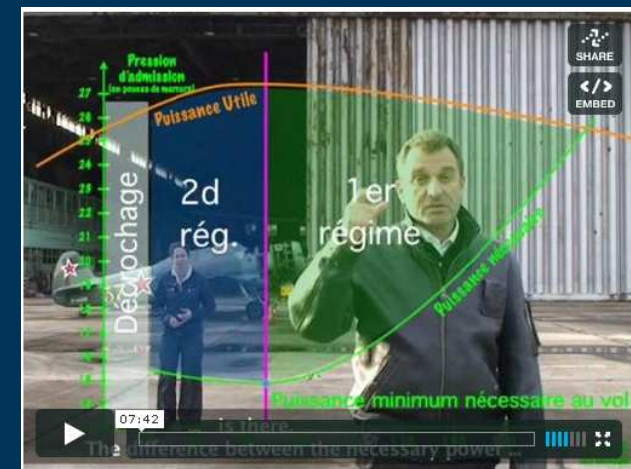 SHARE
</>
EMBED
Pression
d'admission
(en pouces de mercure)
27
26
25
24
23
22
21
20
19
18
17
Puissance Utile
Décrochage
2d
rég.
1er
régime
Puissance nécessaire
Puissance minimum nécessaire au vol
07:42
is there.
The difference between the necessary power ...